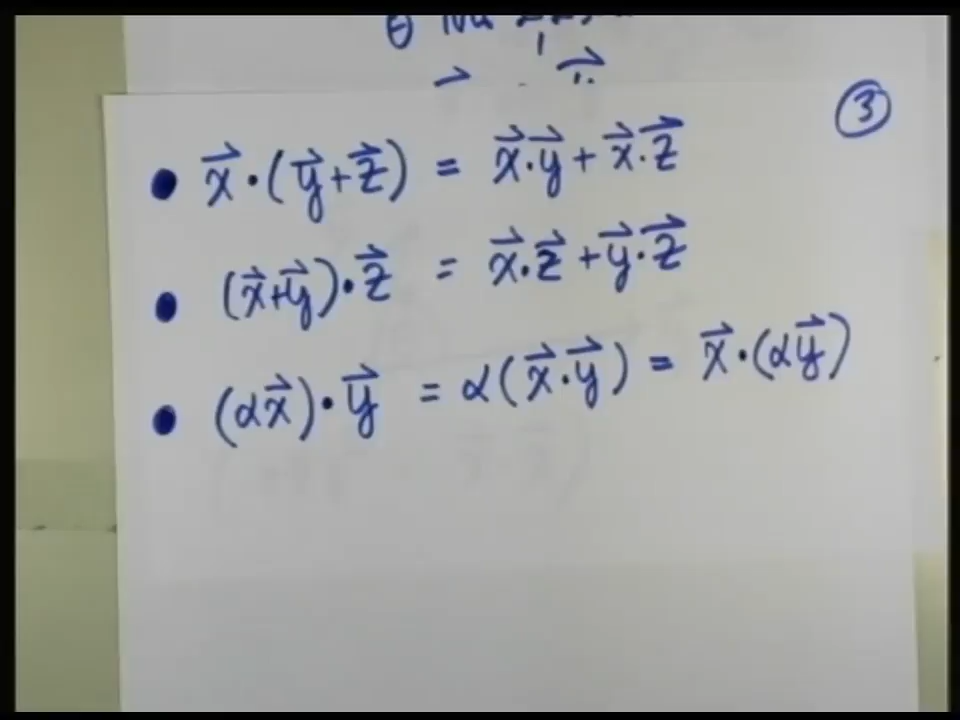 ③
• x⃗·(y⃗+z⃗) = x⃗·y⃗ + x⃗·z⃗
• (x⃗+y⃗)·z⃗ = x⃗·z⃗ + y⃗·z⃗
• (αx⃗)·y⃗ = α(x⃗·y⃗) = x⃗·(αy⃗)